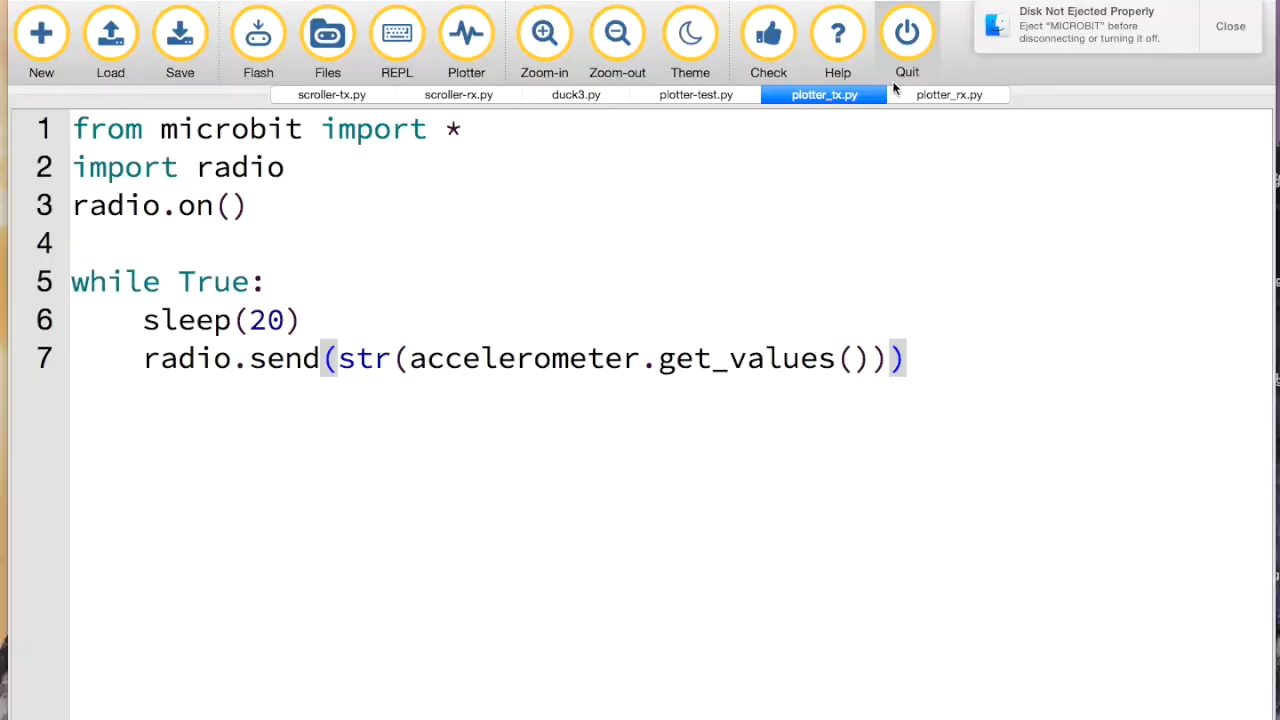 New Load Save Flash Files REPL Plotter Zoom-in Zoom-out Theme Check Help Quit
Disk Not Ejected Properly
Eject “MICROBIT” before
disconnecting or turning it off.
Close
scroller-tx.py scroller-rx.py duck3.py plotter-test.py plotter_tx.py plotter_rx.py
1 from microbit import *
2 import radio
3 radio.on()
4
5 while True:
6     sleep(20)
7     radio.send(str(accelerometer.get_values()))